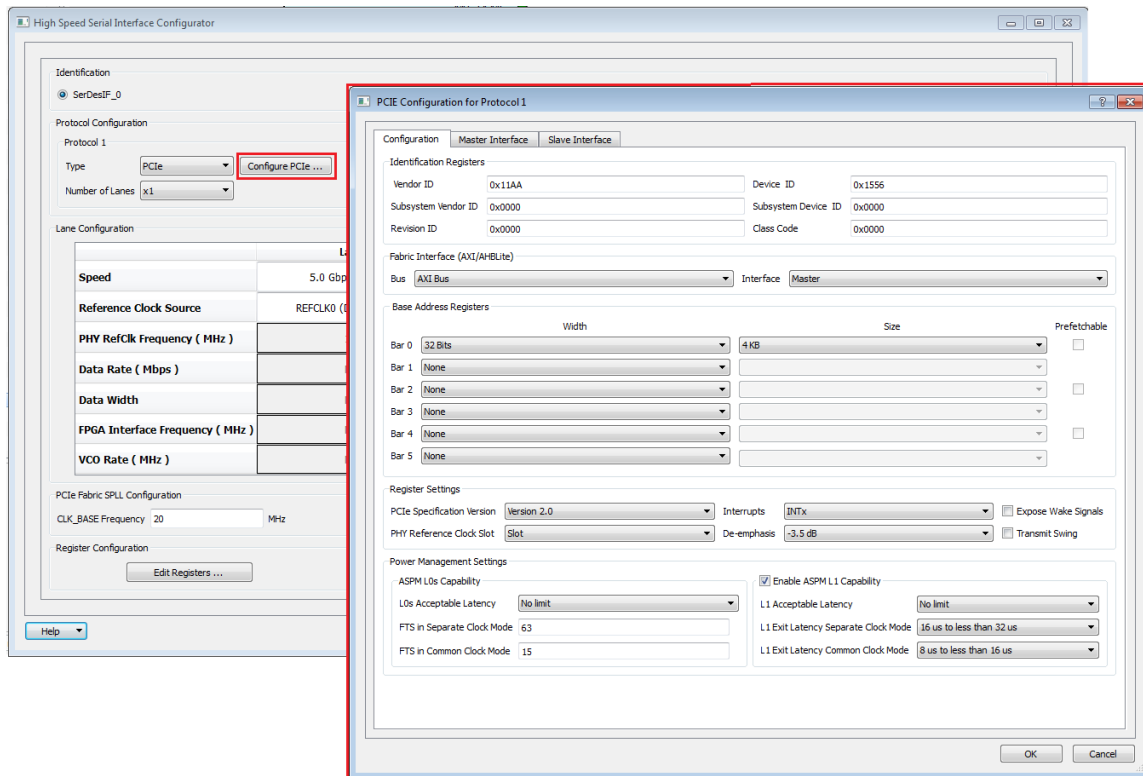 High Speed Serial Interface Configurator
Identification
SerDesIF_0
Protocol Configuration
Protocol 1
Type PCIe Configure PCIe ...
Number of Lanes x1
Lane Configuration
Speed 5.0 Gbp
Reference Clock Source REFCLK0 (
PHY RefClk Frequency ( MHz )
Data Rate ( Mbps )
Data Width
FPGA Interface Frequency ( MHz )
VCO Rate ( MHz )
PCIe Fabric SPLL Configuration
CLK_BASE Frequency 20 MHz
Register Configuration
Edit Registers ...
Help
PCIE Configuration for Protocol 1
Configuration Master Interface Slave Interface
Identification Registers
Vendor ID 0x11AA Device ID 0x1556
Subsystem Vendor ID 0x0000 Subsystem Device ID 0x0000
Revision ID 0x0000 Class Code 0x0000
Fabric Interface (AXI/AHBLite)
Bus AXI Bus Interface Master
Base Address Registers
Width Size Prefetchable
Bar 0 32 Bits 4 KB
Bar 1 None
Bar 2 None
Bar 3 None
Bar 4 None
Bar 5 None
Register Settings
PCIe Specification Version Version 2.0 Interrupts INTx Expose Wake Signals
PHY Reference Clock Slot Slot De-emphasis -3.5 dB Transmit Swing
Power Management Settings
ASPM L0s Capability Enable ASPM L1 Capability
L0s Acceptable Latency No limit L1 Acceptable Latency No limit
FTS in Separate Clock Mode 63 L1 Exit Latency Separate Clock Mode 16 us to less than 32 us
FTS in Common Clock Mode 15 L1 Exit Latency Common Clock Mode 8 us to less than 16 us
OK Cancel